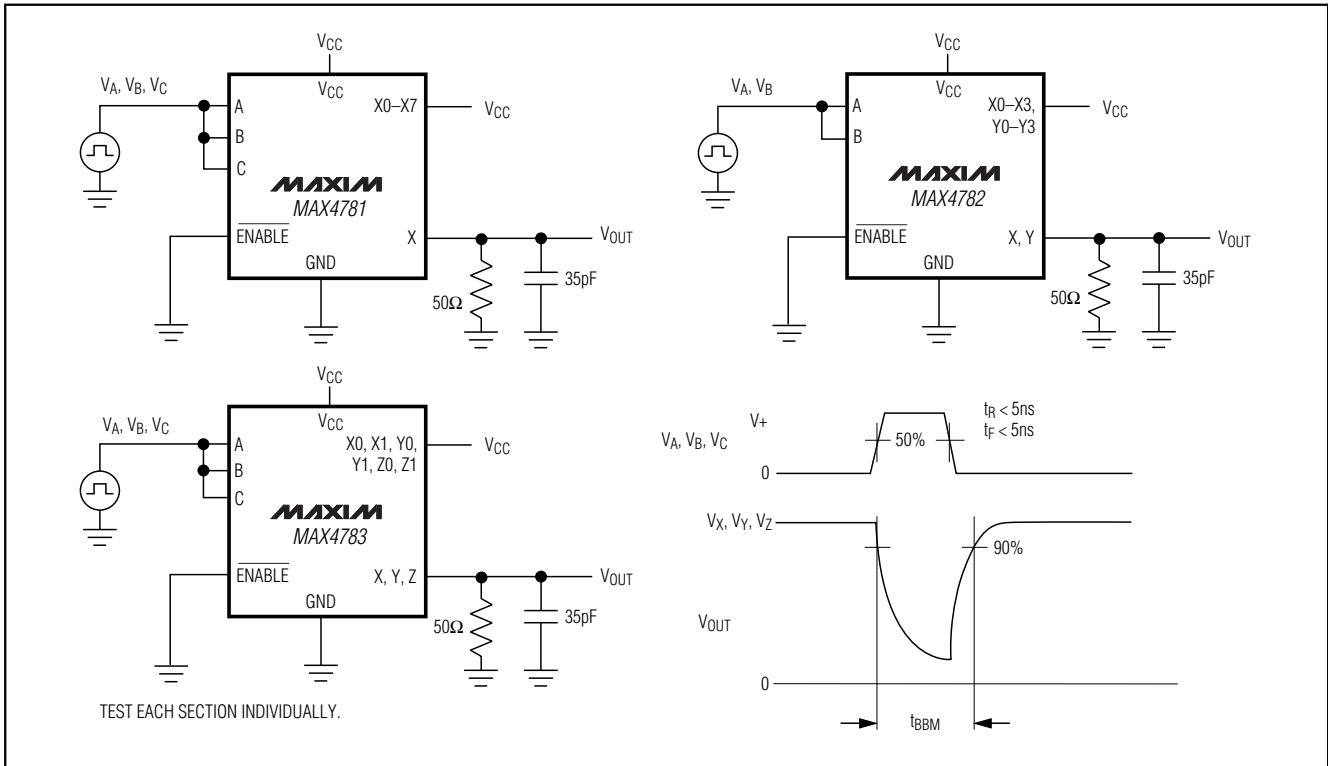 VCC
VA, VB, VC
VCC
A
X0–X7
VCC
B
C
MAXIM
MAX4781
ENABLE
X
VOUT
GND
50Ω
35pF
VCC
VA, VB
VCC
A
X0–X3,
Y0–Y3
VCC
B
MAXIM
MAX4782
ENABLE
X, Y
VOUT
GND
50Ω
35pF
VCC
VA, VB, VC
VCC
A
X0, X1, Y0,
Y1, Z0, Z1
VCC
B
C
MAXIM
MAX4783
ENABLE
X, Y, Z
VOUT
GND
50Ω
35pF
TEST EACH SECTION INDIVIDUALLY.
V+
tR < 5ns
tF < 5ns
VA, VB, VC
50%
0
VX, VY, VZ
90%
VOUT
0
tBBM